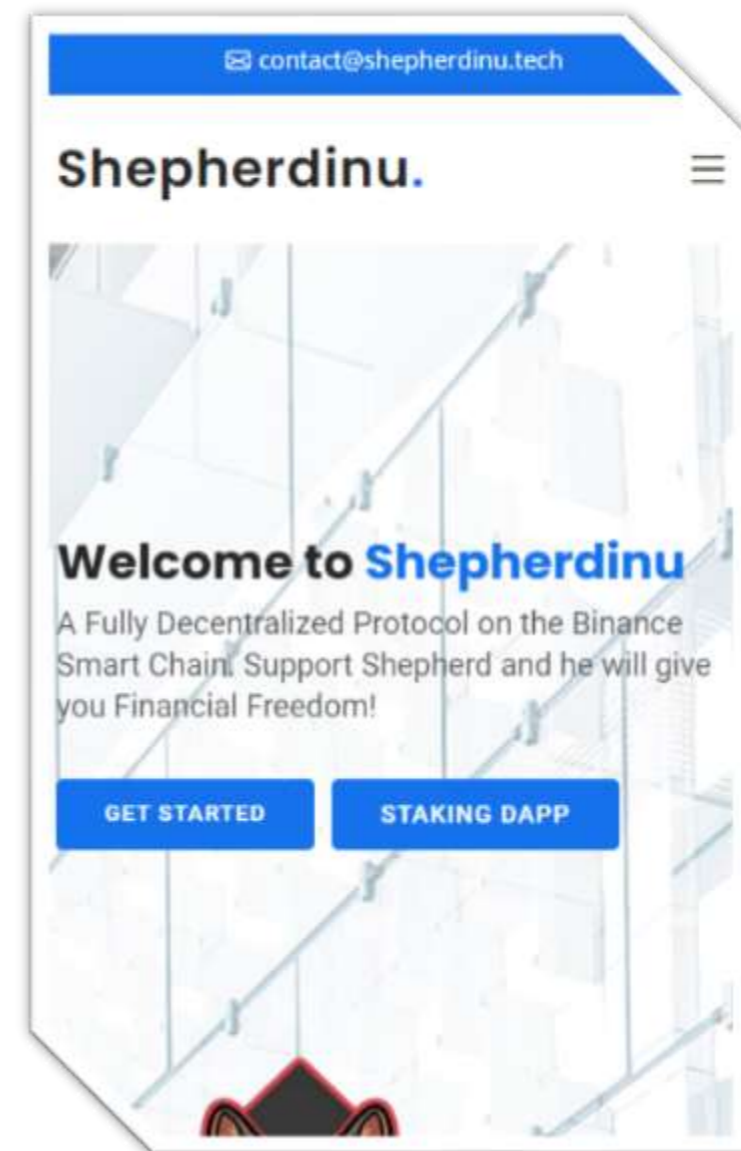 contact@shepherdinu.tech
Shepherdinu.
Welcome to Shepherdinu
A Fully Decentralized Protocol on the Binance
Smart Chain. Support Shepherd and he will give
you Financial Freedom!
GET STARTED
STAKING DAPP